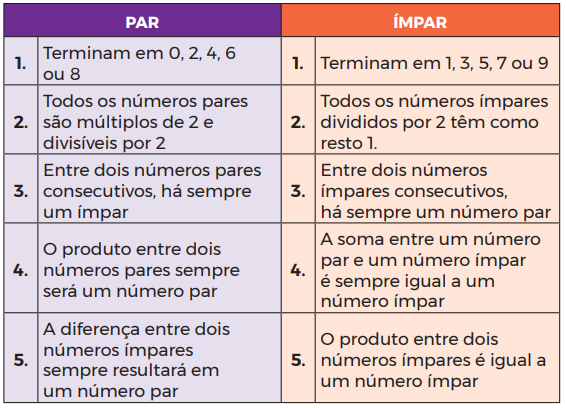 PAR
ÍMPAR
1.
Terminam em 0, 2, 4, 6
ou 8
1.
Terminam em 1, 3, 5, 7 ou 9
2.
Todos os números pares
são múltiplos de 2 e
divisíveis por 2
2.
Todos os números ímpares
divididos por 2 têm como
resto 1.
3.
Entre dois números pares
consecutivos, há sempre
um ímpar
3.
Entre dois números
ímpares consecutivos,
há sempre um número par
4.
O produto entre dois
números pares sempre
será um número par
4.
A soma entre um número
par e um número ímpar
é sempre igual a um
número ímpar
5.
A diferença entre dois
números ímpares
sempre resultará em
um número par
5.
O produto entre dois
números ímpares é igual a
um número ímpar